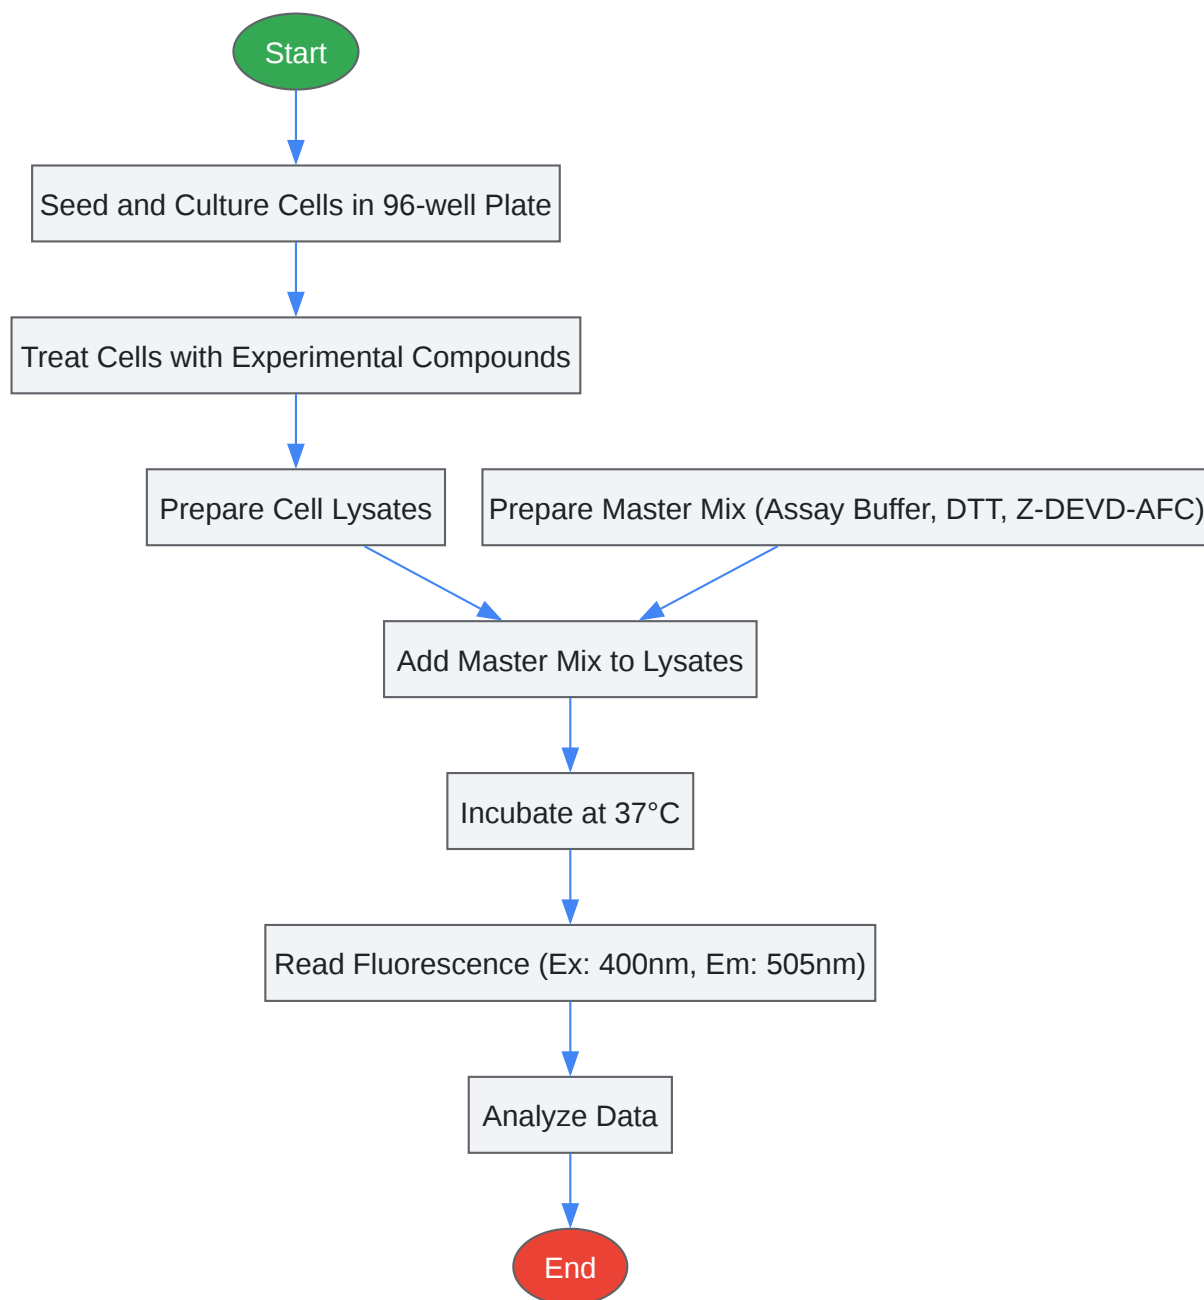 Start
Seed and Culture Cells in 96-well Plate
Treat Cells with Experimental Compounds
Prepare Cell Lysates
Prepare Master Mix (Assay Buffer, DTT, Z-DEVD-AFC)
Add Master Mix to Lysates
Incubate at 37°C
Read Fluorescence (Ex: 400nm, Em: 505nm)
Analyze Data
End